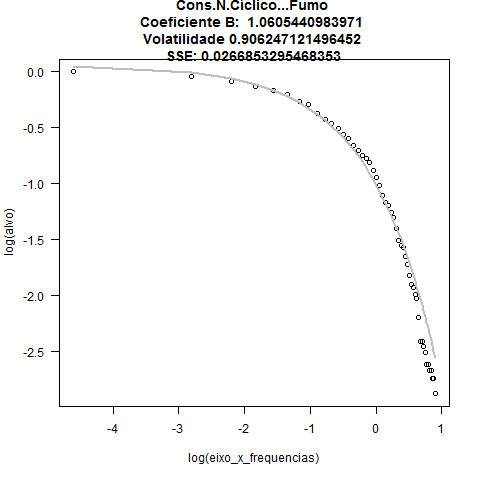 Cons.N.Ciclico...Fumo
Coeficiente B:  1.0605440983971
Volatilidade 0.906247121496452
SSE: 0.0266853295468353
0.0
-0.5
-1.0
-1.5
-2.0
-2.5
log(alvo)
-4
-3
-2
-1
0
1
log(eixo_x_frequencias)